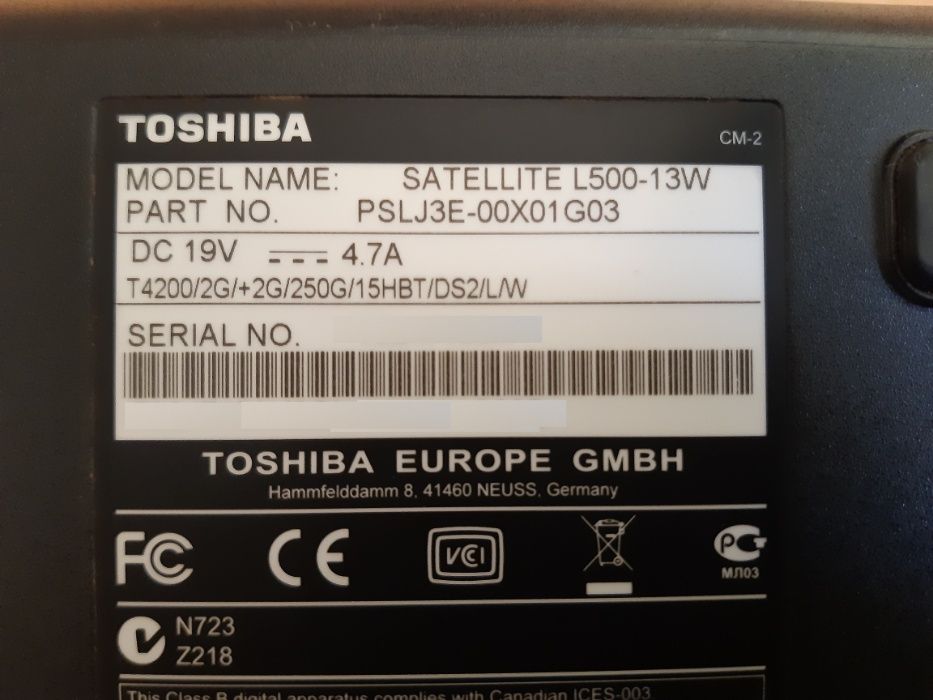 TOSHIBA
CM-2
MODEL NAME: SATELLITE L500-13W
PART NO. PSLJ3E-00X01G03
DC 19V 4.7A
T4200/2G/+2G/250G/15HBT/DS2/L/W
SERIAL NO.
TOSHIBA EUROPE GMBH
Hammfelddamm 8, 41460 NEUSS, Germany
FC CE VCI PCT
МЛ03
N723
Z218
This Class B digital apparatus complies with Canadian ICES-003